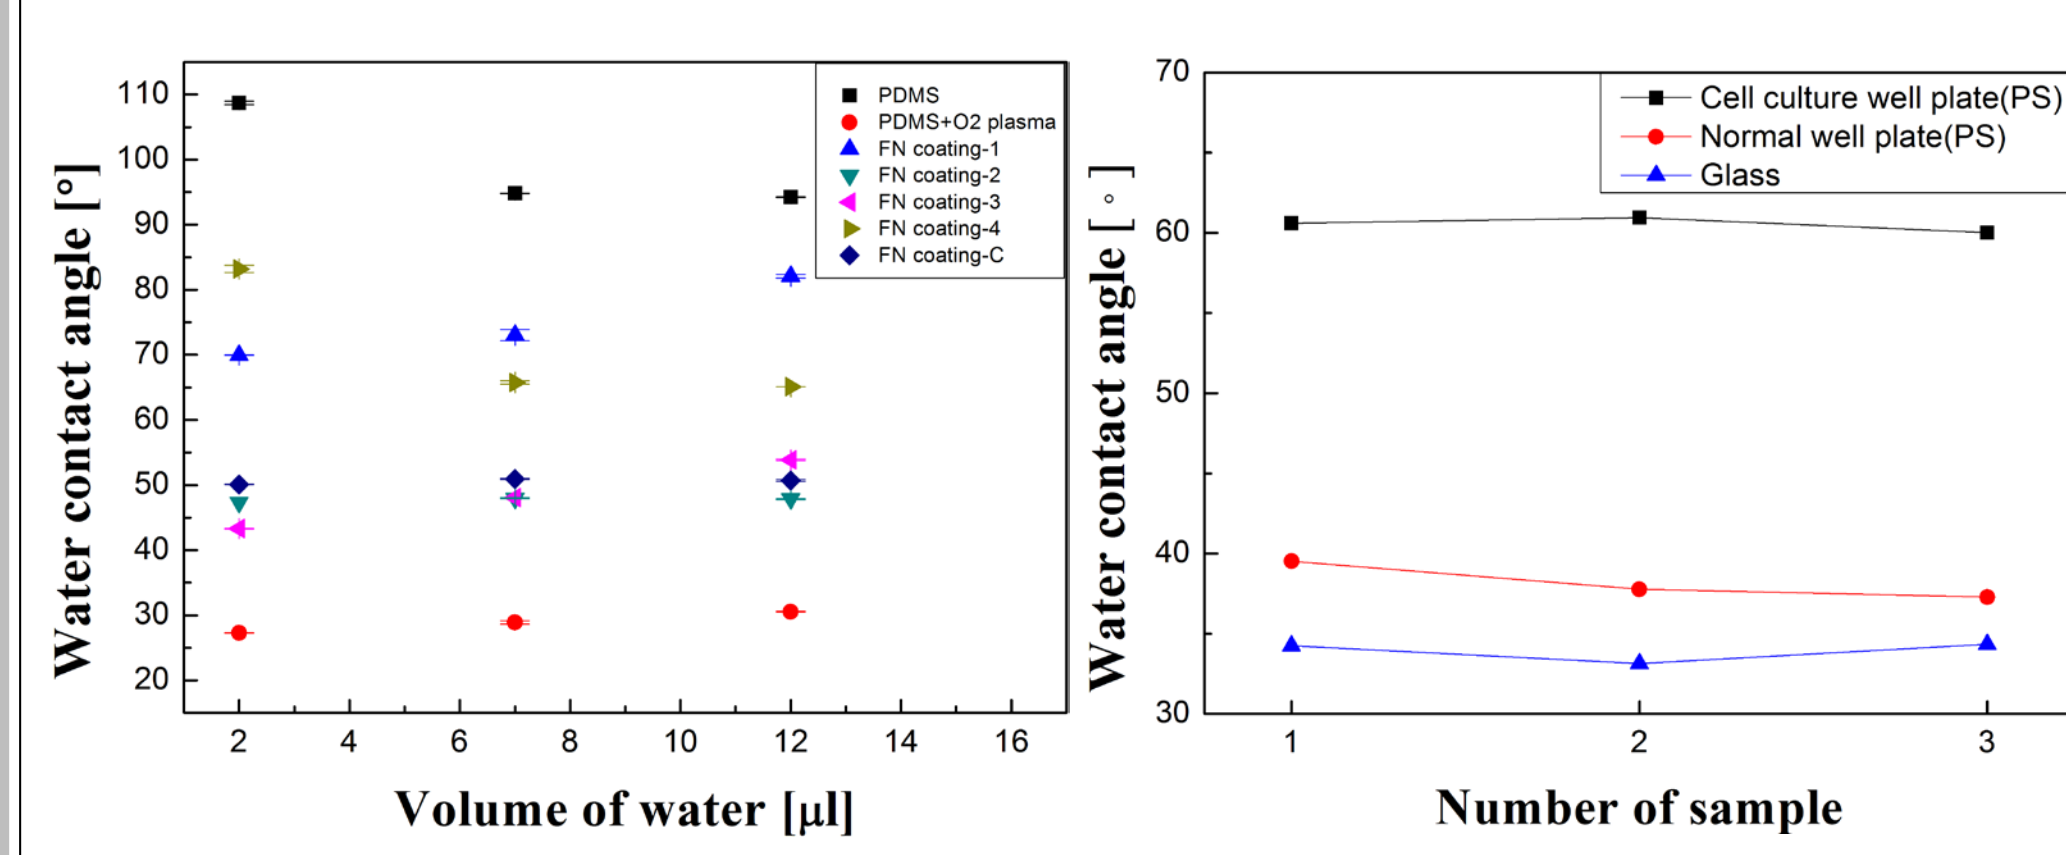 Water contact angle [°]
110
100
90
80
70
60
50
40
30
20
PDMS
PDMS+O2 plasma
FN coating-1
FN coating-2
FN coating-3
FN coating-4
FN coating-C
2 4 6 8 10 12 14 16
Volume of water [μl]
Water contact angle [ ° ]
70
60
50
40
30
Cell culture well plate(PS)
Normal well plate(PS)
Glass
1 2 3
Number of sample